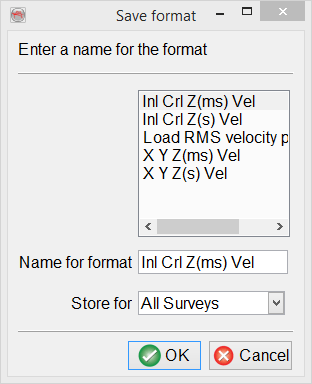 Save format
Enter a name for the format
Inl Crl Z(ms) Vel
Inl Crl Z(s) Vel
Load RMS velocity p
X Y Z(ms) Vel
X Y Z(s) Vel
Name for format Inl Crl Z(ms) Vel
Store for All Surveys
OK Cancel